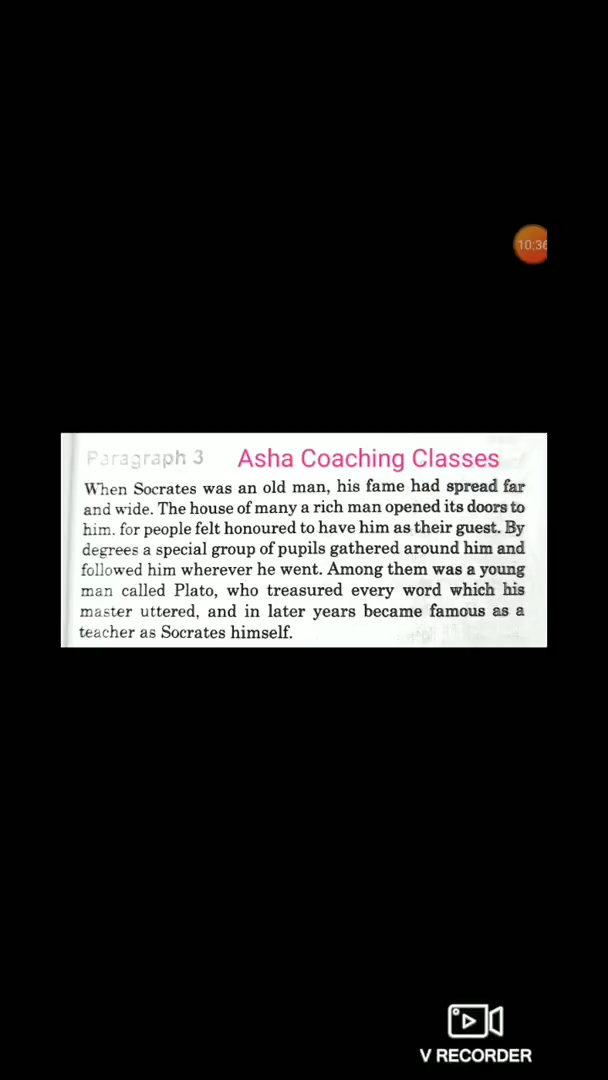 10:36
Paragraph 3 Asha Coaching Classes
When Socrates was an old man, his fame had spread far
and wide. The house of many a rich man opened its doors to
him, for people felt honoured to have him as their guest. By
degrees a special group of pupils gathered around him and
followed him wherever he went. Among them was a young
man called Plato, who treasured every word which his
master uttered, and in later years became famous as a
teacher as Socrates himself.
V RECORDER